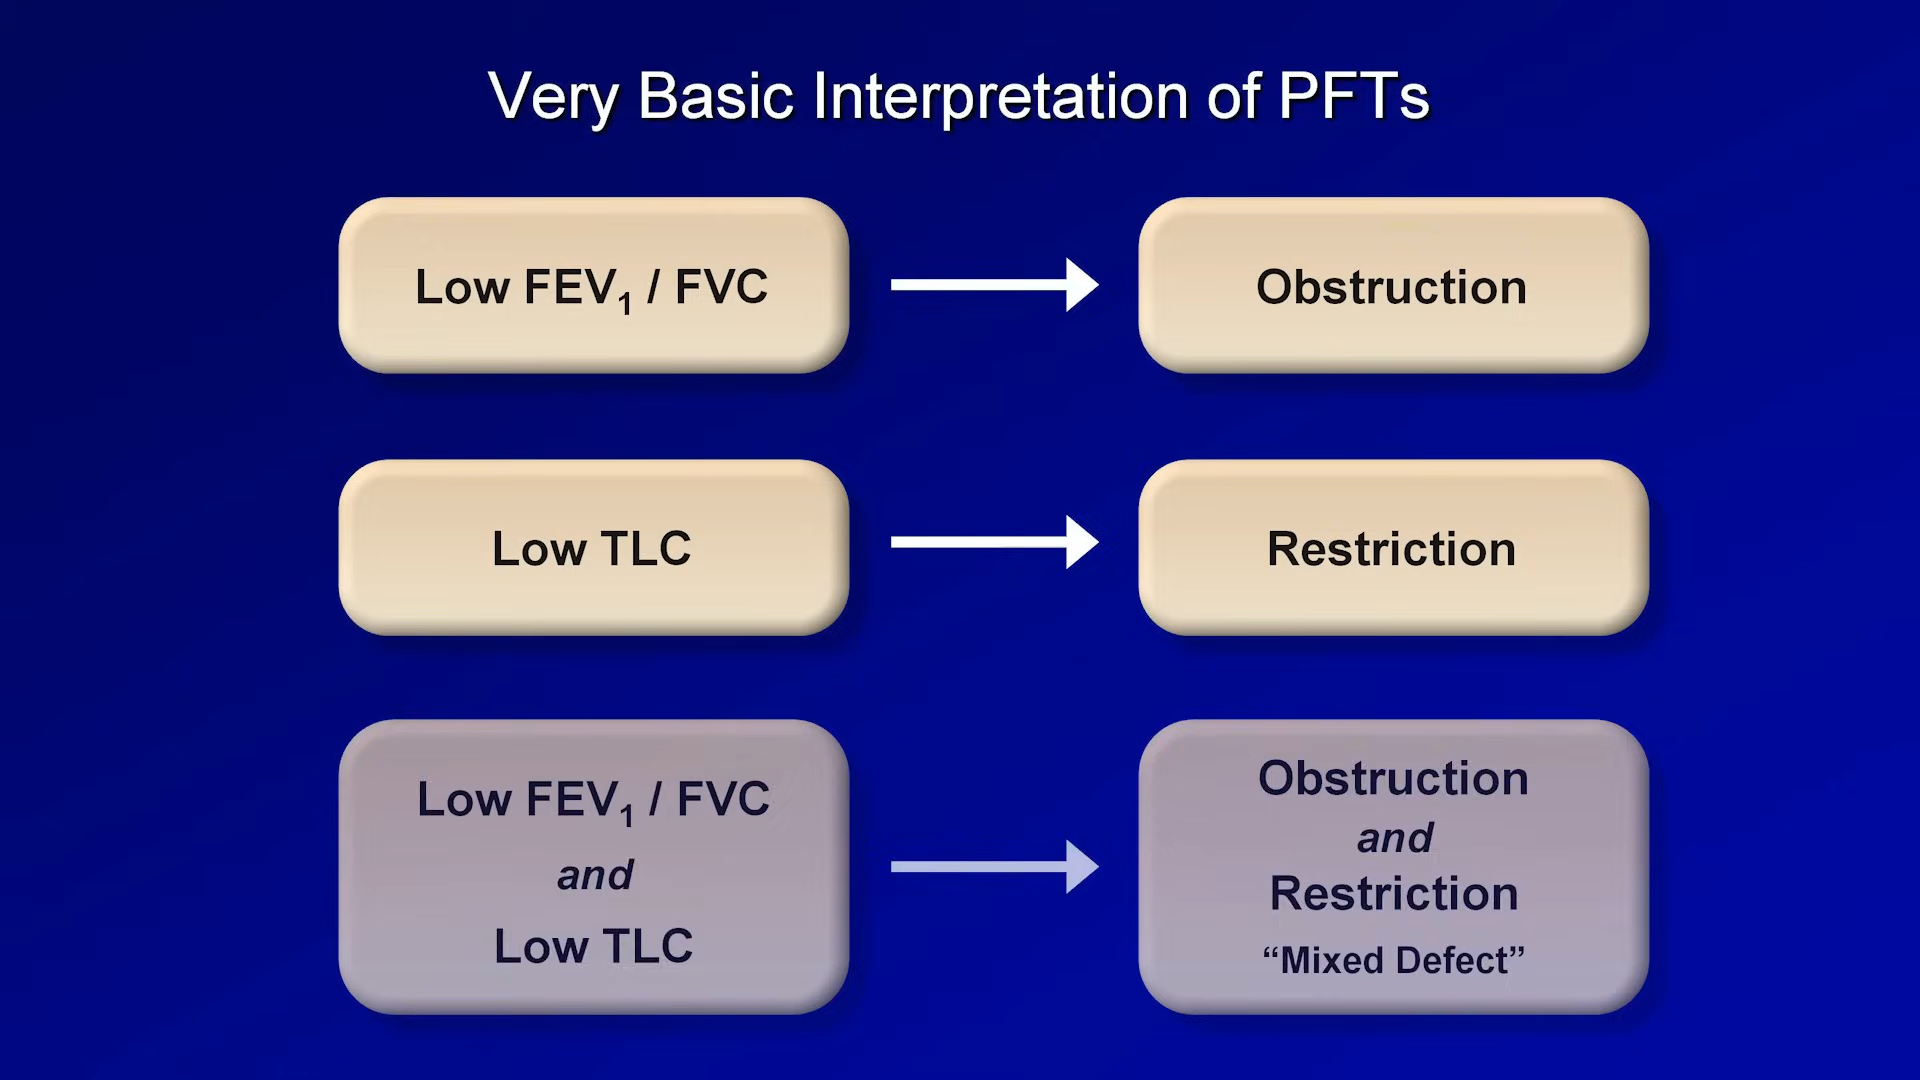 Very Basic Interpretation of PFTs
Low FEV₁ / FVC
Obstruction
Low TLC
Restriction
Low FEV₁ / FVC
and
Low TLC
Obstruction
and
Restriction
“Mixed Defect”